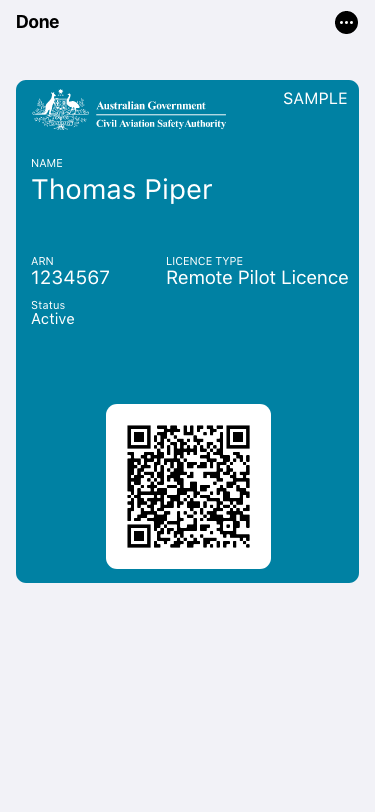 Done
SAMPLE
Australian Government
Civil Aviation Safety Authority
NAME
Thomas Piper
ARN
LICENCE TYPE
1234567
Remote Pilot Licence
Status
Active